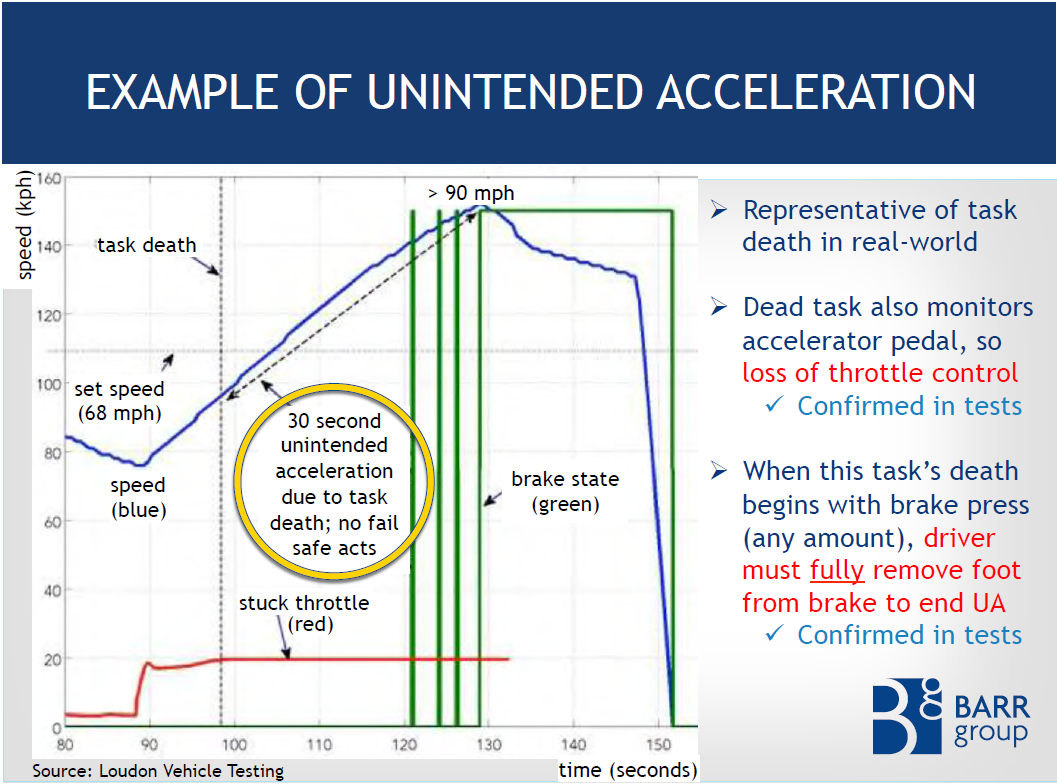 EXAMPLE OF UNINTENDED ACCELERATION
speed (kph)
160
140
120
100
80
60
40
20
0
80
90
100
110
120
130
140
150
time (seconds)
> 90 mph
task death
set speed
(68 mph)
speed
(blue)
30 second
unintended
acceleration
due to task
death; no fail
safe acts
brake state
(green)
stuck throttle
(red)
Source: Loudon Vehicle Testing
➢ Representative of task
death in real-world
➢ Dead task also monitors
accelerator pedal, so
loss of throttle control
✓ Confirmed in tests
➢ When this task’s death
begins with brake press
(any amount), driver
must fully remove foot
from brake to end UA
✓ Confirmed in tests
B8
BARR
group